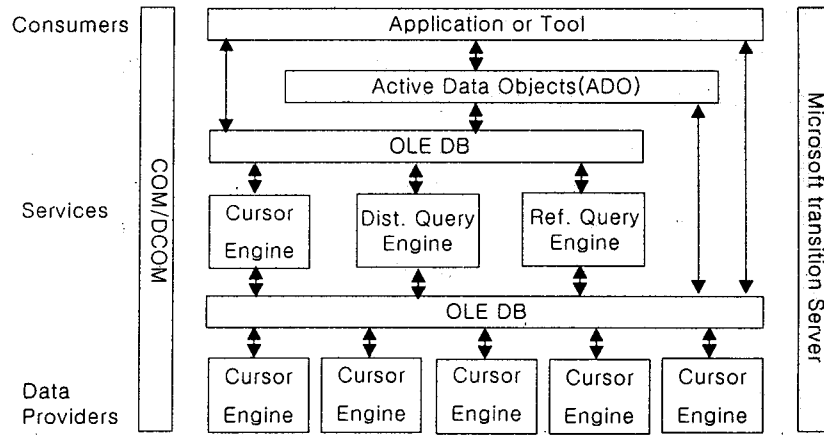 Consumers
Application or Tool
Active Data Objects(ADO)
OLE DB
COM/DCOM
Microsoft transition Server
Services
Cursor
Engine
Dist. Query
Engine
Ref. Query
Engine
OLE DB
Data
Providers
Cursor
Engine
Cursor
Engine
Cursor
Engine
Cursor
Engine
Cursor
Engine